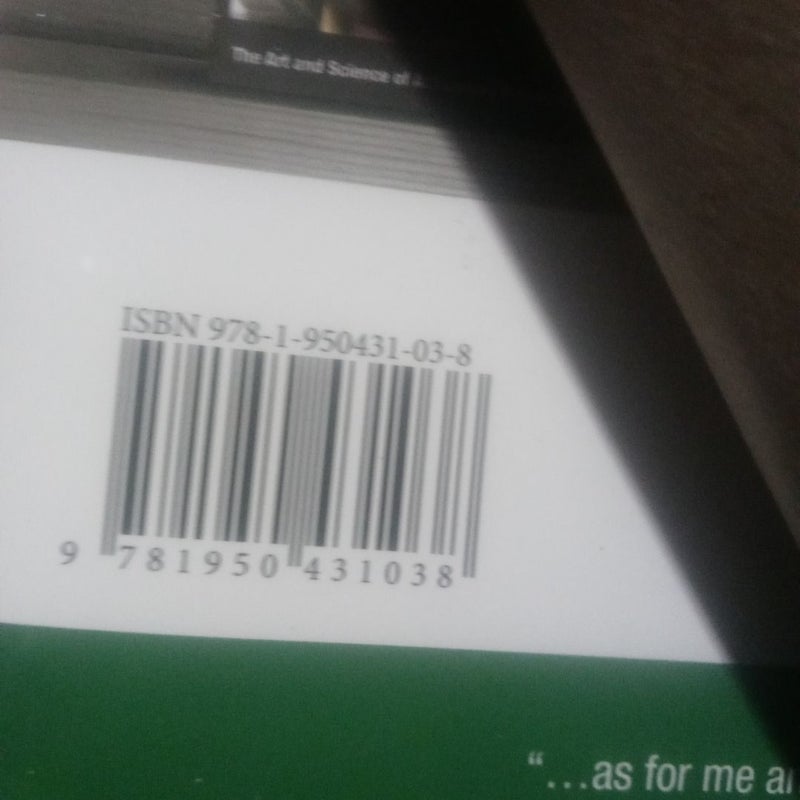 The Art and Science of
ISBN 978-1-950431-03-8
9 781950 431038
“...as for me